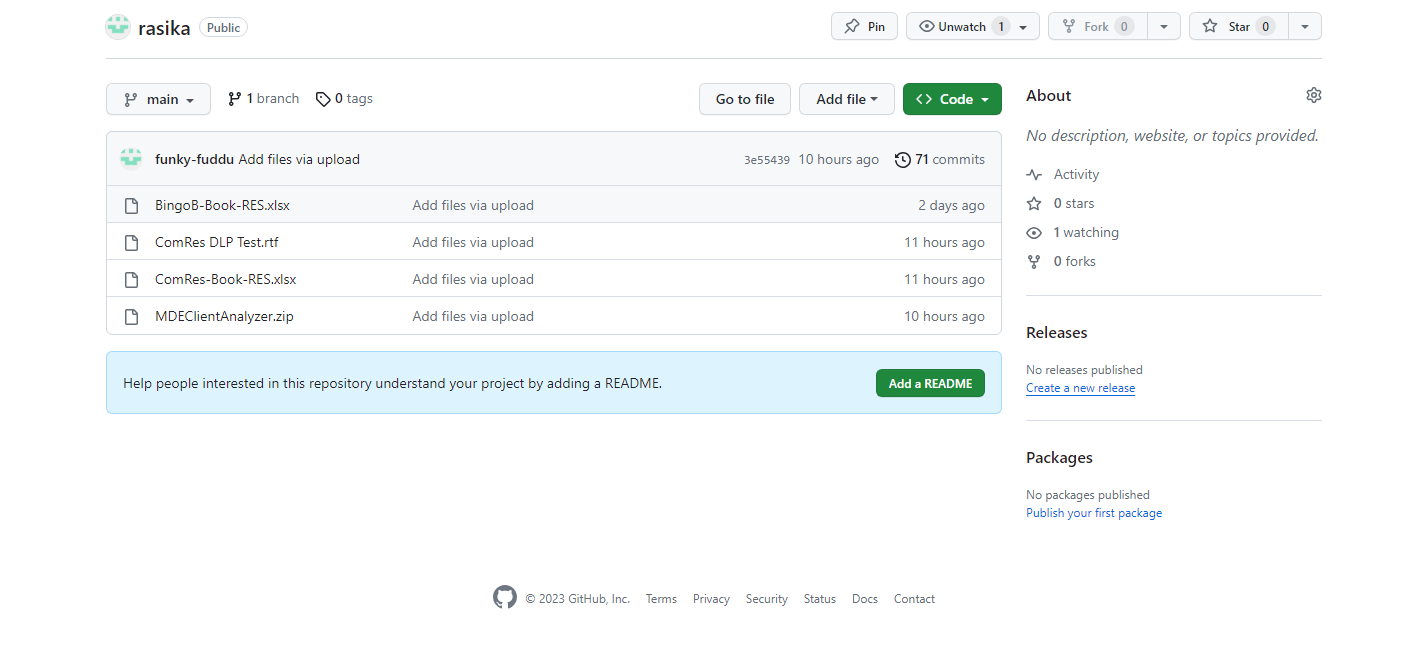 rasika Public Pin Unwatch 1 Fork 0 Star 0
main 1 branch 0 tags Go to file Add file Code
funky-fuddu Add files via upload 3e55439 10 hours ago 71 commits
BingoB-Book-RES.xlsx Add files via upload 2 days ago
ComRes DLP Test.rtf Add files via upload 11 hours ago
ComRes-Book-RES.xlsx Add files via upload 11 hours ago
MDEClientAnalyzer.zip Add files via upload 10 hours ago
Help people interested in this repository understand your project by adding a README. Add a README
About
No description, website, or topics provided.
Activity
0 stars
1 watching
0 forks
Releases
No releases published
Create a new release
Packages
No packages published
Publish your first package
© 2023 GitHub, Inc. Terms Privacy Security Status Docs Contact